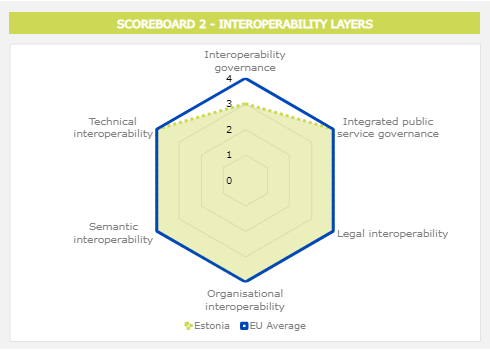 SCOREBOARD 2 - INTEROPERABILITY LAYERS
Interoperability
governance
4
3
2
1
0
Technical
interoperability
Integrated public
service governance
Semantic
interoperability
Legal interoperability
Organisational
interoperability
Estonia
EU Average